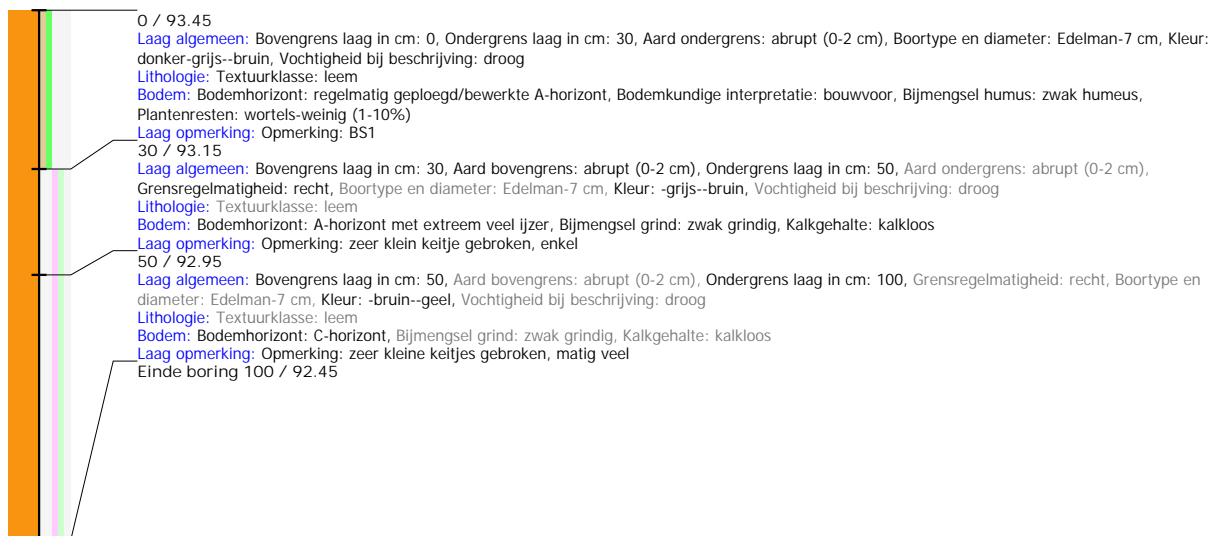 0 / 93.45
Laag algemeen: Bovengrens laag in cm: 0, Ondergrens laag in cm: 30, Aard ondergrens: abrupt (0-2 cm), Boortype en diameter: Edelman-7 cm, Kleur:
donker-grijs--bruin, Vochtigheid bij beschrijving: droog
Lithologie: Textuurklasse: leem
Bodem: Bodemhorizont: regelmatig geploegd/bewerkte A-horizont, Bodemkundige interpretatie: bouwvoor, Bijmengsel humus: zwak humeus,
Plantenresten: wortels-weinig (1-10%)
Laag opmerking: Opmerking: BS1
30 / 93.15
Laag algemeen: Bovengrens laag in cm: 30, Aard bovengrens: abrupt (0-2 cm), Ondergrens laag in cm: 50, Aard ondergrens: abrupt (0-2 cm),
Grensregelmatigheid: recht, Boortype en diameter: Edelman-7 cm, Kleur: -grijs--bruin, Vochtigheid bij beschrijving: droog
Lithologie: Textuurklasse: leem
Bodem: Bodemhorizont: A-horizont met extreem veel ijzer, Bijmengsel grind: zwak grindig, Kalkgehalte: kalkloos
Laag opmerking: Opmerking: zeer klein keitje gebroken, enkel
50 / 92.95
Laag algemeen: Bovengrens laag in cm: 50, Aard bovengrens: abrupt (0-2 cm), Ondergrens laag in cm: 100, Grensregelmatigheid: recht, Boortype en
diameter: Edelman-7 cm, Kleur: -bruin--geel, Vochtigheid bij beschrijving: droog
Lithologie: Textuurklasse: leem
Bodem: Bodemhorizont: C-horizont, Bijmengsel grind: zwak grindig, Kalkgehalte: kalkloos
Laag opmerking: Opmerking: zeer kleine keitjes gebroken, matig veel
Einde boring 100 / 92.45